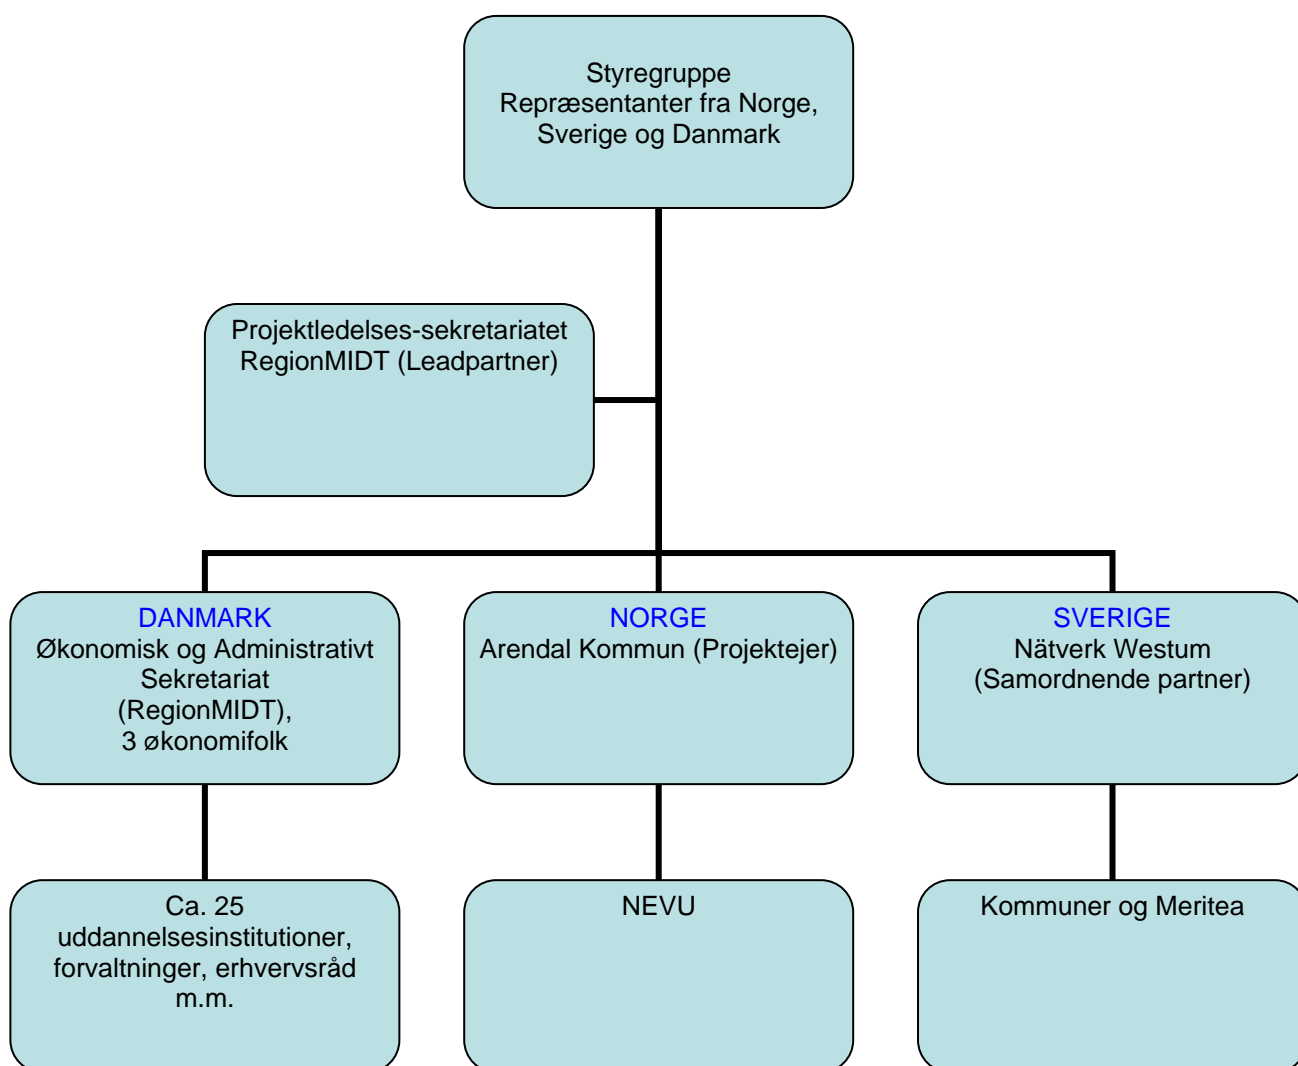 Styregruppe
Repræsentanter fra Norge,
Sverige og Danmark
Projektledelses-sekretariatet
RegionMIDT (Leadpartner)
DANMARK
Økonomisk og Administrativt
Sekretariat
(RegionMIDT),
3 økonomifolk
NORGE
Arendal Kommun (Projektejer)
SVERIGE
Nätverk Westum
(Samordnende partner)
Ca. 25
uddannelsesinstitutioner,
forvaltninger, erhvervsråd
m.m.
NEVU
Kommuner og Meritea